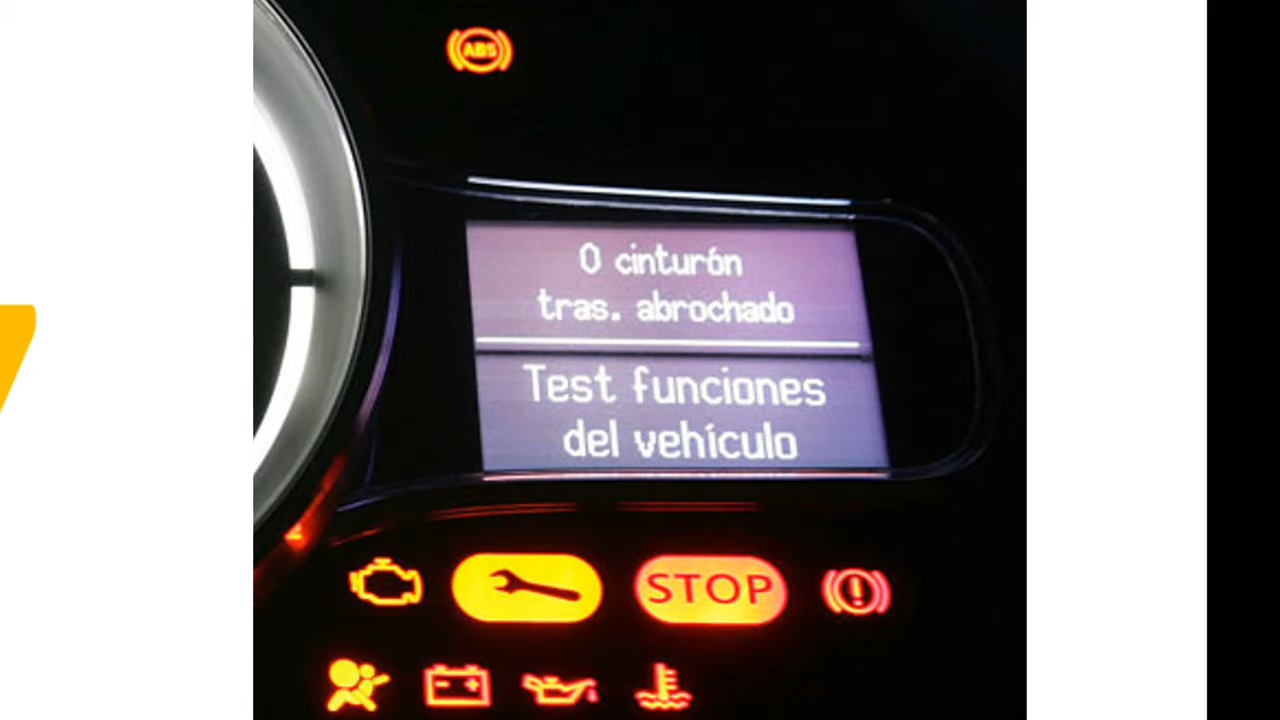 ABS
0 cinturón
tras. abrochado
Test funciones
del vehículo
STOP